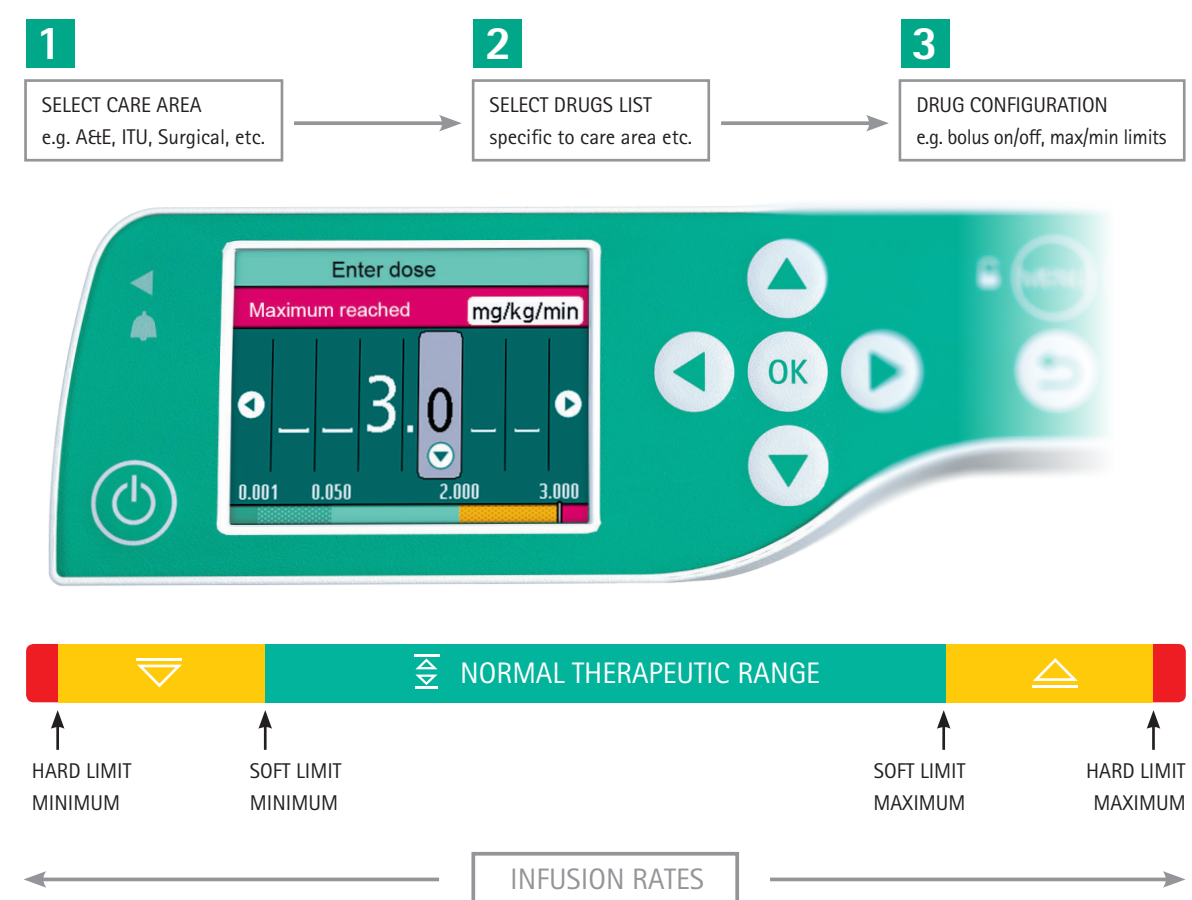 1
SELECT CARE AREA
e.g. A&E, ITU, Surgical, etc.
2
SELECT DRUGS LIST
specific to care area etc.
3
DRUG CONFIGURATION
e.g. bolus on/off, max/min limits
Enter dose
Maximum reached mg/kg/min
_ _ 3.0 _ _
0.001 0.050 2.000 3.000
OK
MENU
NORMAL THERAPEUTIC RANGE
HARD LIMIT
MINIMUM
SOFT LIMIT
MINIMUM
SOFT LIMIT
MAXIMUM
HARD LIMIT
MAXIMUM
INFUSION RATES